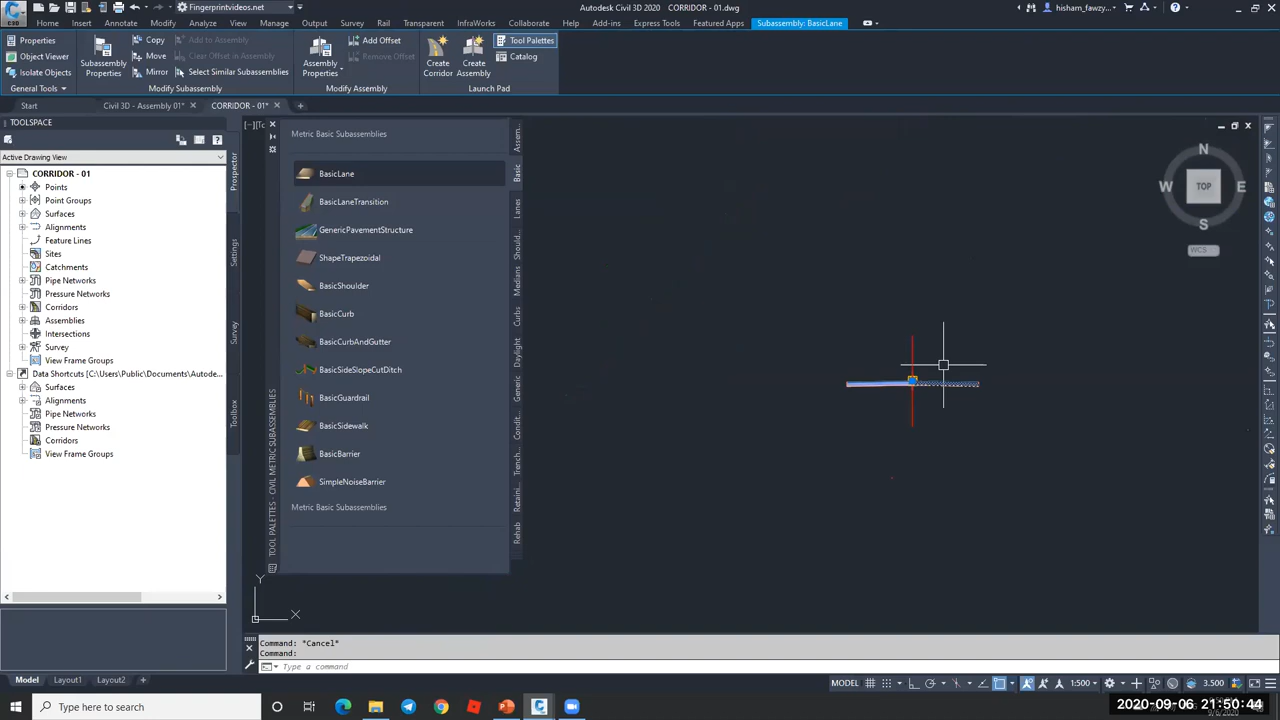 Fingerprintvideos.net
Autodesk Civil 3D 2020 CORRIDOR - 01.dwg
hisham_fawzy...
C3D
Home Insert Annotate Modify Analyze View Manage Output Survey Rail Transparent InfraWorks Collaborate Help Add-ins Express Tools Featured Apps Subassembly: BasicLane
Properties
Object Viewer
Isolate Objects
General Tools
Subassembly Properties
Copy
Move
Mirror
Add to Assembly
Clear Offset in Assembly
Select Similar Subassemblies
Modify Subassembly
Assembly Properties
Add Offset
Remove Offset
Modify Assembly
Create Corridor
Create Assembly
Tool Palettes
Catalog
Launch Pad
Start
Civil 3D - Assembly 01*
CORRIDOR - 01*
TOOLSPACE
Active Drawing View
CORRIDOR - 01
Points
Point Groups
Surfaces
Alignments
Feature Lines
Sites
Catchments
Pipe Networks
Pressure Networks
Corridors
Assemblies
Intersections
Survey
View Frame Groups
Data Shortcuts [C:\Users\Public\Documents\Autode...
Surfaces
Alignments
Pipe Networks
Pressure Networks
Corridors
View Frame Groups
Prospector
Settings
Survey
Toolbox
[-][To
Metric Basic Subassemblies
BasicLane
BasicLaneTransition
GenericPavementStructure
ShapeTrapezoidal
BasicShoulder
BasicCurb
BasicCurbAndGutter
BasicSideSlopeCutDitch
BasicGuardrail
BasicSidewalk
BasicBarrier
SimpleNoiseBarrier
Metric Basic Subassemblies
TOOL PALETTES - CIVIL METRIC SUBASSEMBLIES
Assem...
Basic
Lanes
Should...
Medians
Curbs
Daylight
Generic
Condit...
Trench...
Retaini...
Rehab
N
W TOP E
S
WCS
Y
X
Command: *Cancel*
Command:
Type a command
Model Layout1 Layout2 +
MODEL 1:500 3.500
Type here to search
2020-09-06 21:50:44